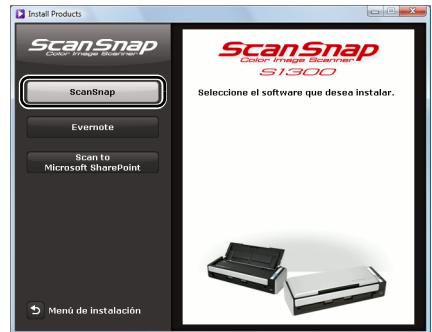 Install Products
ScanSnap
Color Image Scanner
ScanSnap
Evernote
Scan to
Microsoft SharePoint
Menú de instalación
ScanSnap
Color Image Scanner
S1300
Seleccione el software que desea instalar.